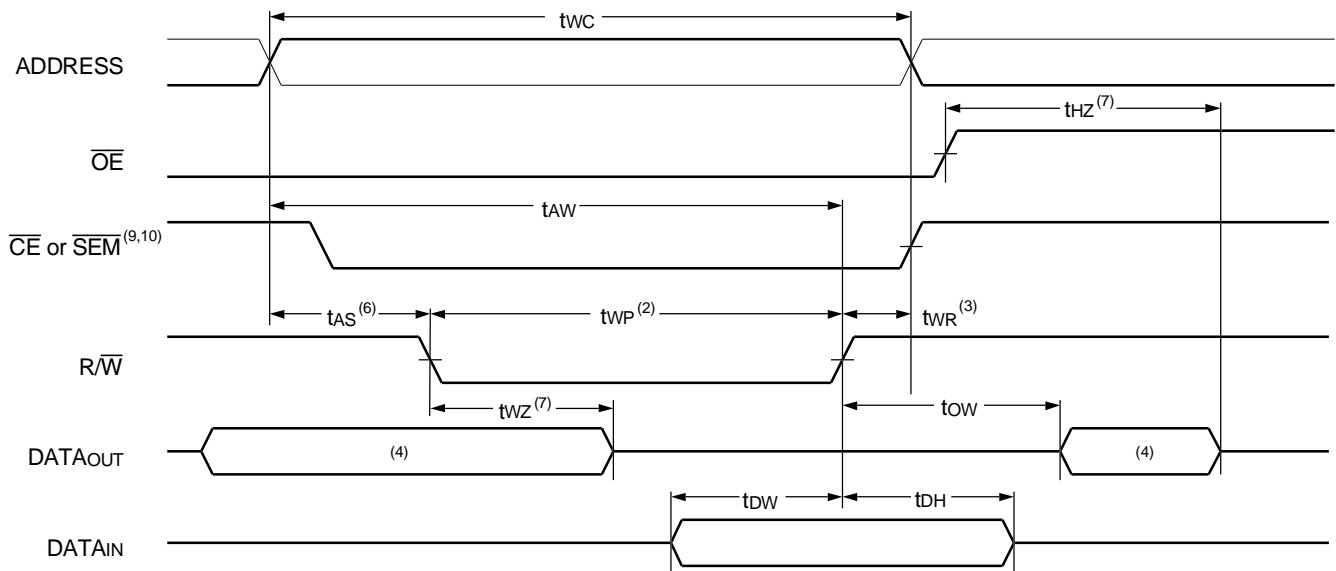 tWC
ADDRESS
tHZ (7)
OE
tAW
CE or SEM (9,10)
tAS (6)
tWP (2)
tWR (3)
R/W
tWZ (7)
tOW
DATAOUT
(4)
(4)
tDW
tDH
DATAIN